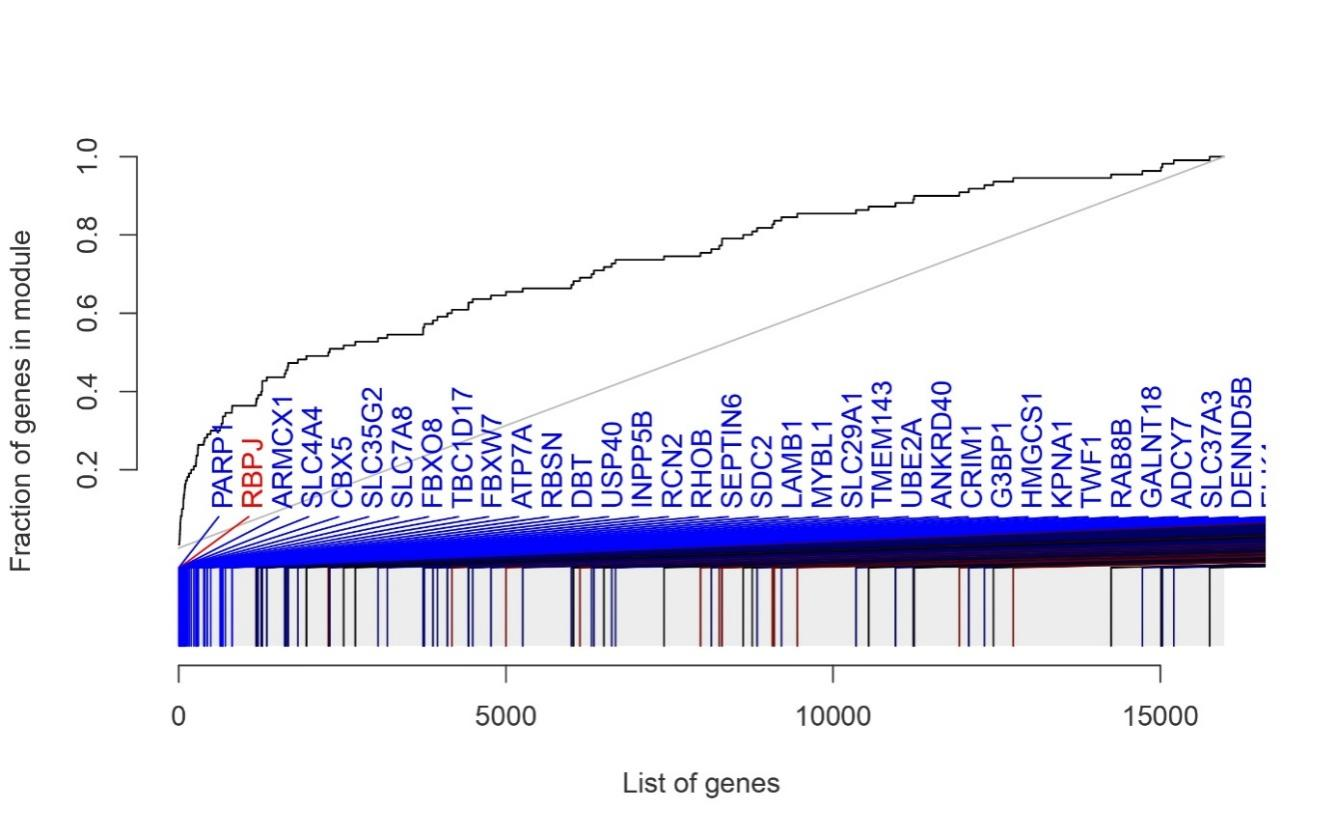 Fraction of genes in module
1.0
0.8
0.6
0.4
0.2
PARP1
RBPJ
ARMCX1
SLC4A4
CBX5
SLC35G2
SLC7A8
FBXO8
TBC1D17
FBXW7
ATP7A
RBSN
DBT
USP40
INPP5B
RCN2
RHOB
SEPTIN6
SDC2
LAMB1
MYBL1
SLC29A1
TMEM143
UBE2A
ANKRD40
CRIM1
G3BP1
HMGCS1
KPNA1
TWF1
RAB8B
GALNT18
ADCY7
SLC37A3
DENND5B
0
5000
10000
15000
List of genes